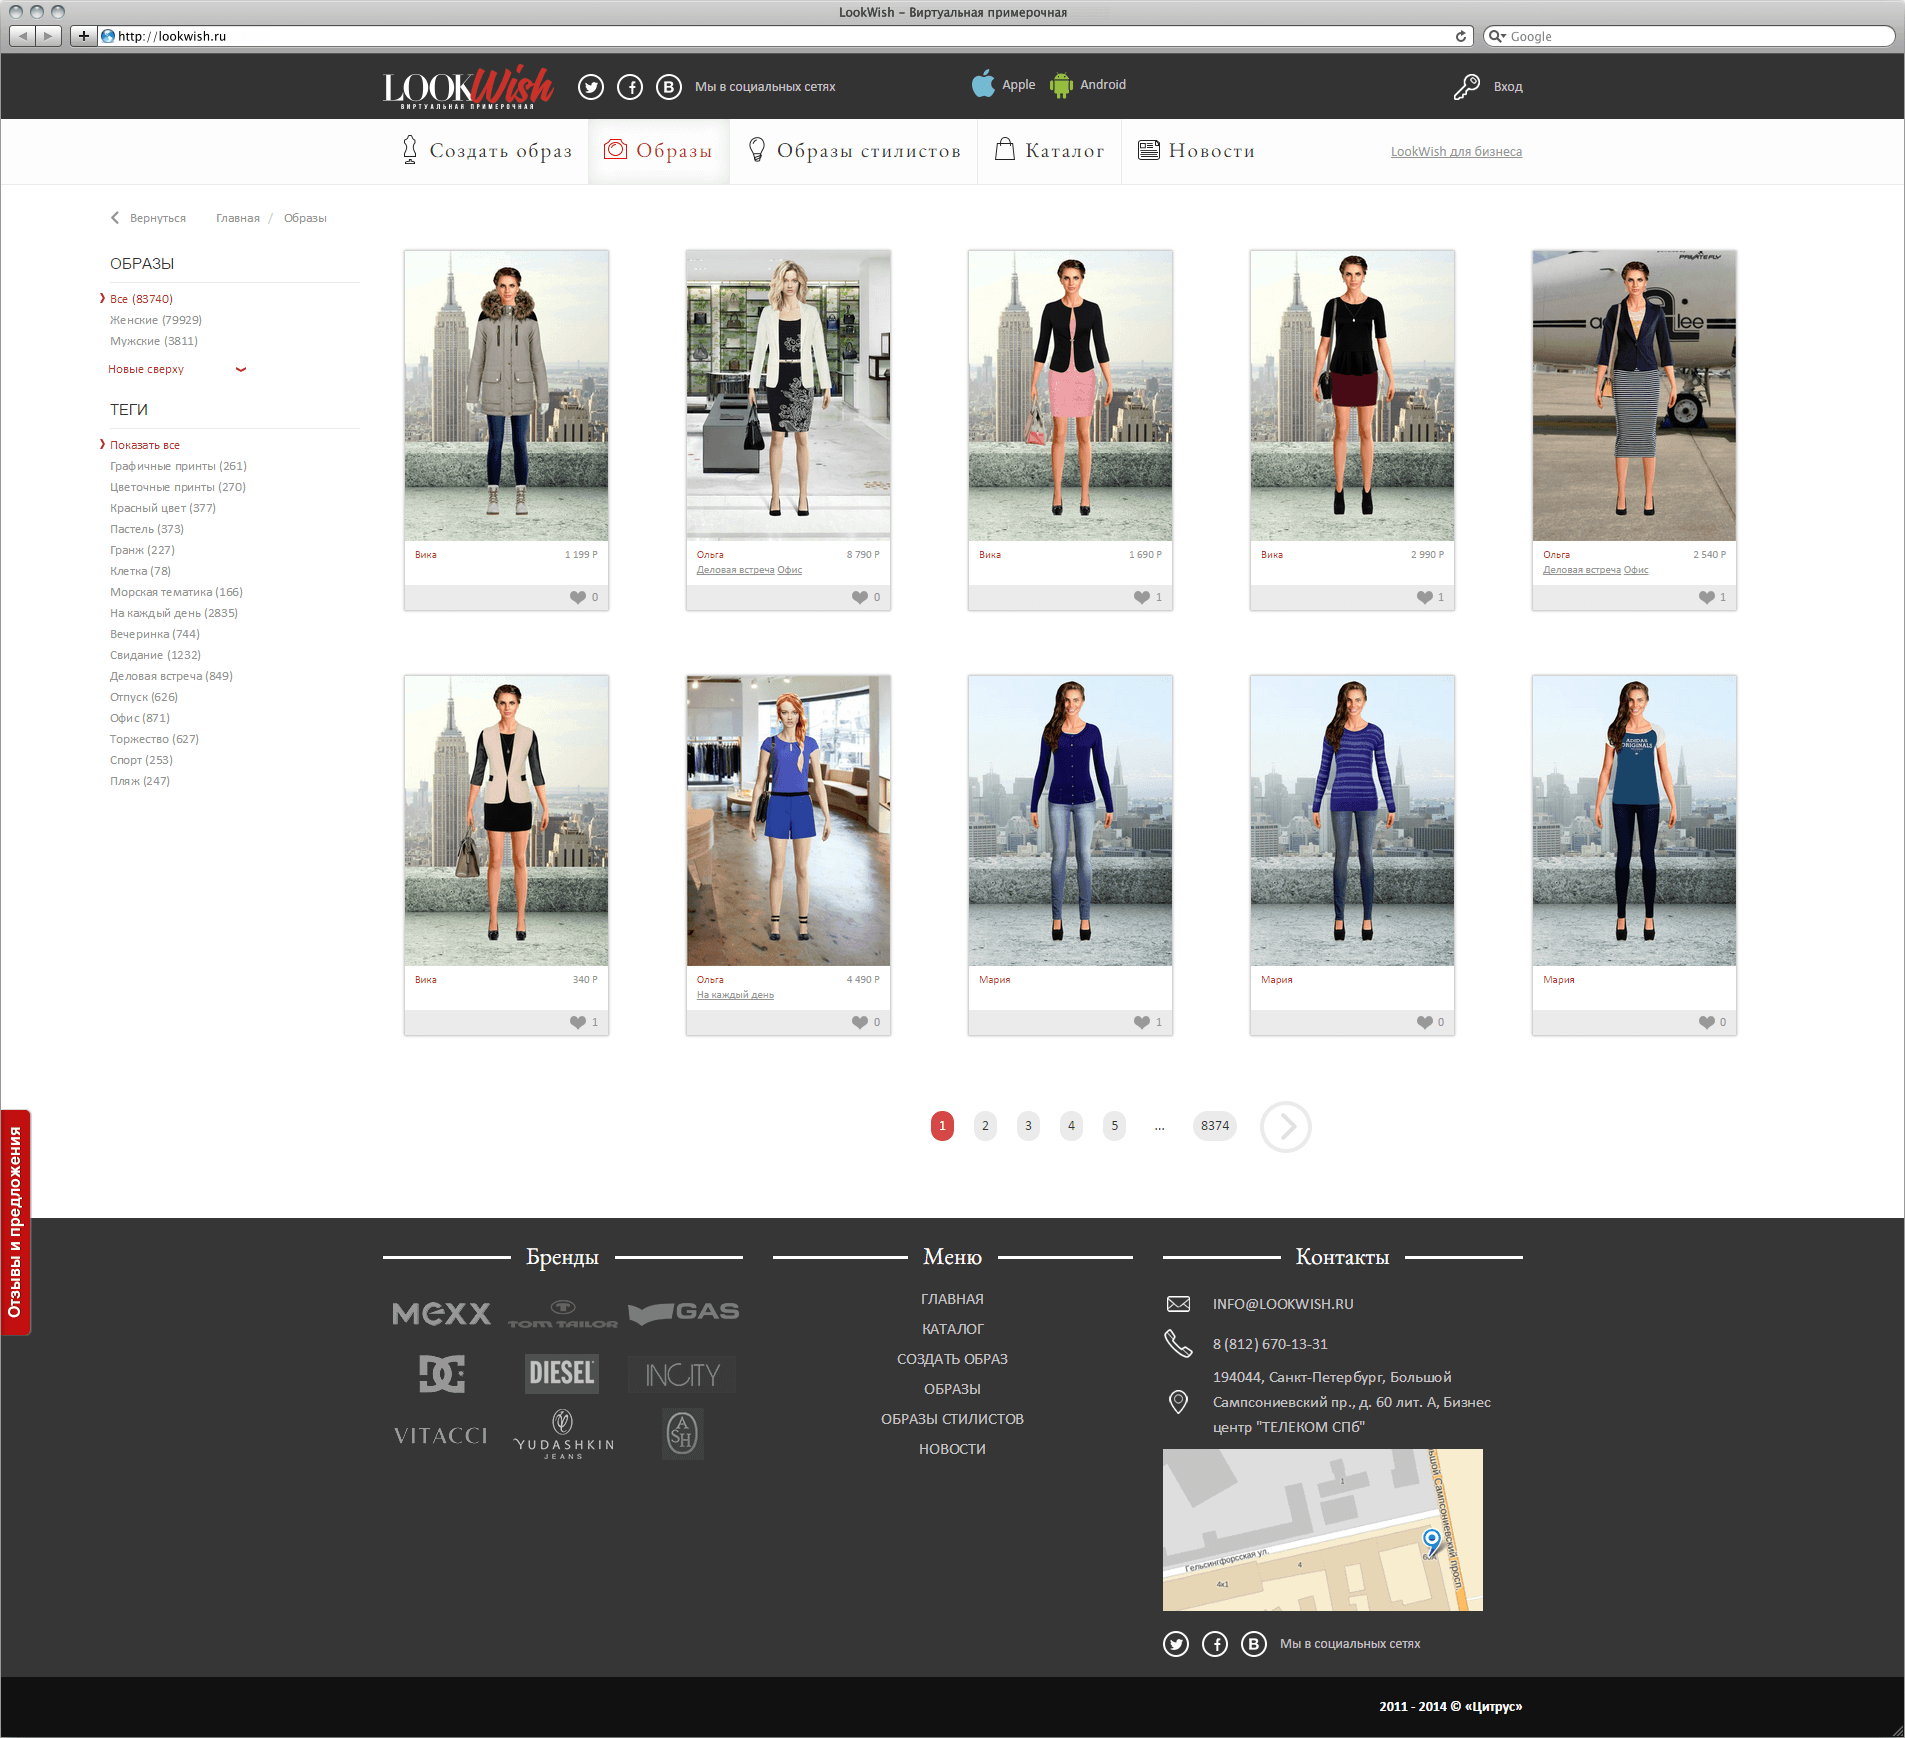 LookWish – Виртуальная примерочная
http://lookwish.ru
Google
LOOKWish
ВИРТУАЛЬНАЯ ПРИМЕРОЧНАЯ
Мы в социальных сетях
Apple
Android
Вход
Создать образ
Образы
Образы стилистов
Каталог
Новости
LookWish для бизнеса
Вернуться
Главная /
Образы
ОБРАЗЫ
Все (83740)
Женские (79929)
Мужские (3811)
Новые сверху
ТЕГИ
Показать все
Графичные принты (261)
Цветочные принты (270)
Красный цвет (377)
Пастель (373)
Гранж (227)
Клетка (78)
Морская тематика (166)
На каждый день (2835)
Вечеринка (744)
Свидание (1232)
Деловая встреча (849)
Отпуск (626)
Офис (871)
Торжество (627)
Спорт (253)
Пляж (247)
Вика 1 199 Р
0
Ольга 8 790 Р
Деловая встреча Офис
0
Вика 1 690 Р
1
Вика 2 990 Р
1
PRIVATEFLY
lee
Ольга 2 540 Р
Деловая встреча Офис
1
Вика 340 Р
1
Ольга 4 490 Р
На каждый день
0
Мария
1
Мария
0
ADIDAS
ORIGINALS
Мария
0
1 2 3 4 5 ... 8374
Отзывы и предложения
Бренды
MEXX
TOM TAILOR
GAS
DC
DIESEL
INCITY
VITACCI
YUDASHKIN
JEANS
ASH
Меню
ГЛАВНАЯ
КАТАЛОГ
СОЗДАТЬ ОБРАЗ
ОБРАЗЫ
ОБРАЗЫ СТИЛИСТОВ
НОВОСТИ
Контакты
INFO@LOOKWISH.RU
8 (812) 670-13-31
194044, Санкт-Петербург, Большой
Сампсониевский пр., д. 60 лит. А, Бизнес
центр "ТЕЛЕКОМ СПб"
1
Сампсониевский просп.
Гельсингфорсская ул.
4
4к1
Мы в социальных сетях
2011 - 2014 © «Цитрус»